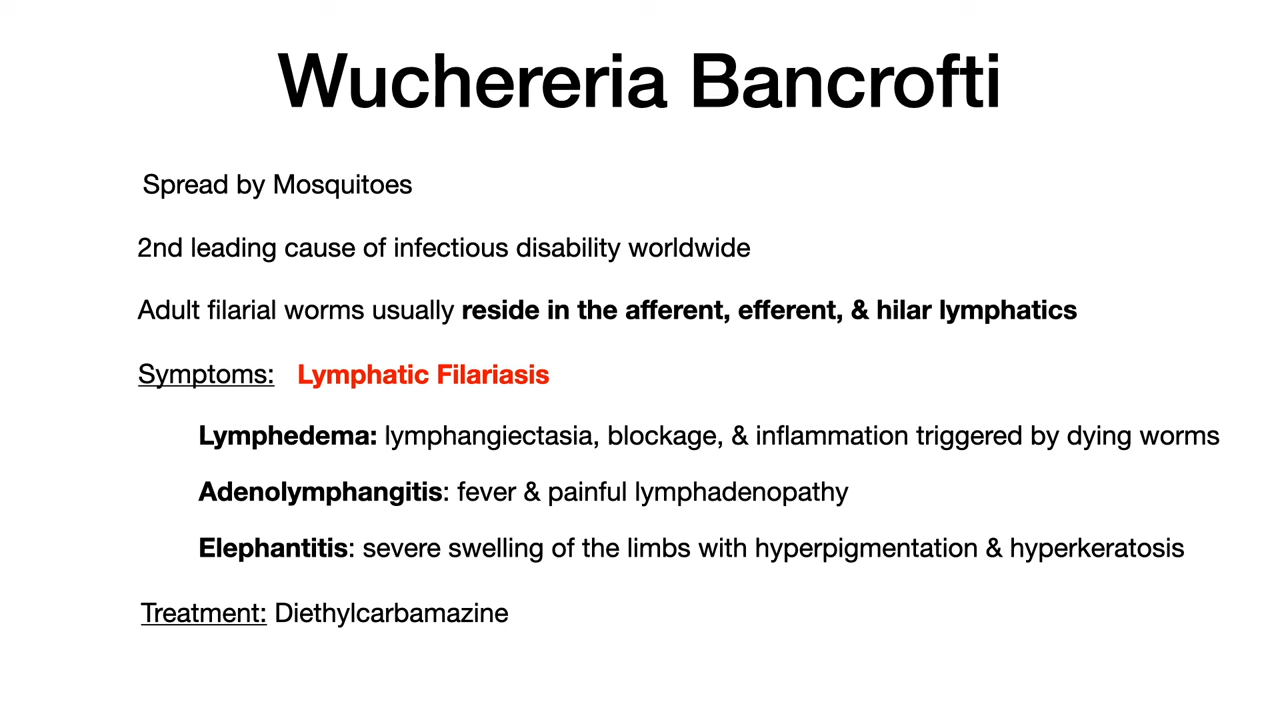 Wuchereria Bancrofti
Spread by Mosquitoes
2nd leading cause of infectious disability worldwide
Adult filarial worms usually reside in the afferent, efferent, & hilar lymphatics
Symptoms: Lymphatic Filariasis
Lymphedema: lymphangiectasia, blockage, & inflammation triggered by dying worms
Adenolymphangitis: fever & painful lymphadenopathy
Elephantitis: severe swelling of the limbs with hyperpigmentation & hyperkeratosis
Treatment: Diethylcarbamazine